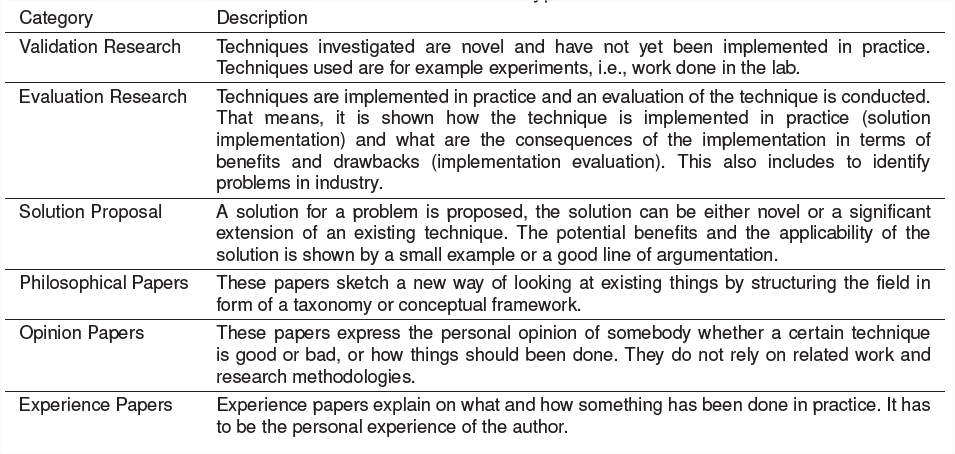 Category Description
Validation Research Techniques investigated are novel and have not yet been implemented in practice.
Techniques used are for example experiments, i.e., work done in the lab.
Evaluation Research Techniques are implemented in practice and an evaluation of the technique is conducted.
That means, it is shown how the technique is implemented in practice (solution
implementation) and what are the consequences of the implementation in terms of
benefits and drawbacks (implementation evaluation). This also includes to identify
problems in industry.
Solution Proposal A solution for a problem is proposed, the solution can be either novel or a significant
extension of an existing technique. The potential benefits and the applicability of the
solution is shown by a small example or a good line of argumentation.
Philosophical Papers These papers sketch a new way of looking at existing things by structuring the field in
form of a taxonomy or conceptual framework.
Opinion Papers These papers express the personal opinion of somebody whether a certain technique
is good or bad, or how things should been done. They do not rely on related work and
research methodologies.
Experience Papers Experience papers explain on what and how something has been done in practice. It has
to be the personal experience of the author.